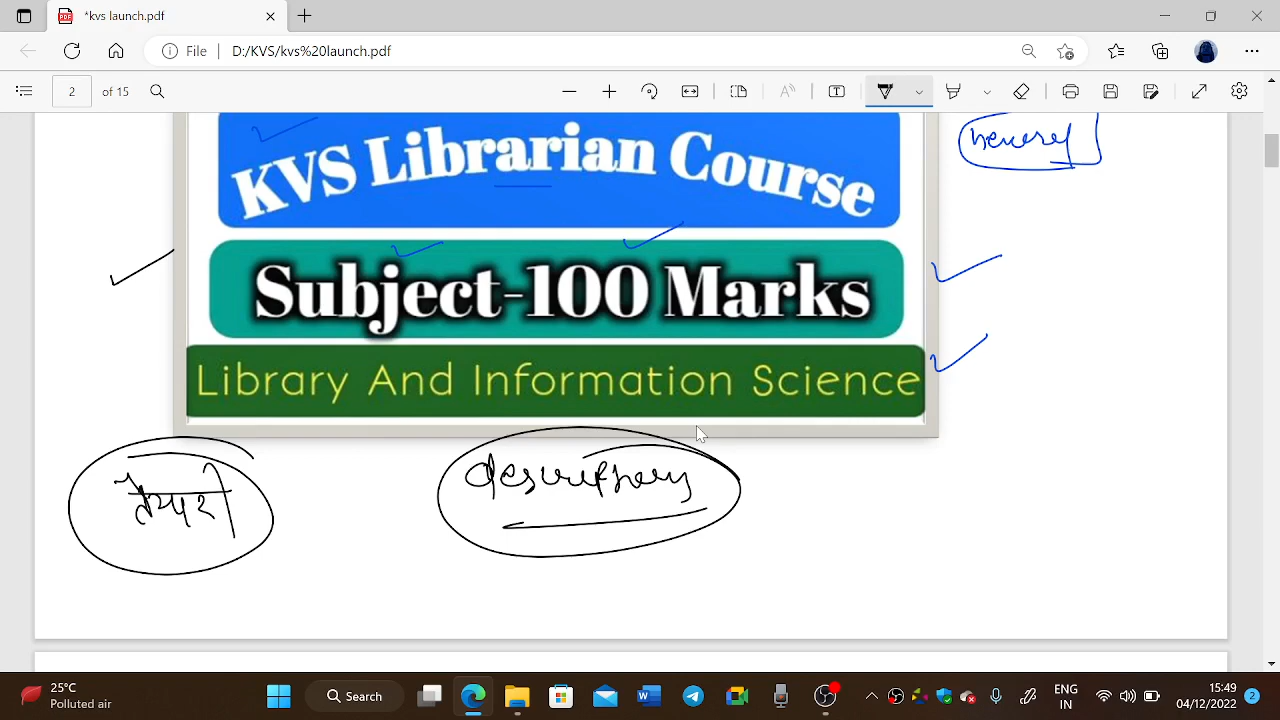 *kvs launch.pdf
File D:/KVS/kvs%20launch.pdf
2 of 15
KVS Librarian Course
Subject-100 Marks
Library And Information Science
तैयारी
25°C
Polluted air
Search
ENG
IN
15:49
04/12/2022
2